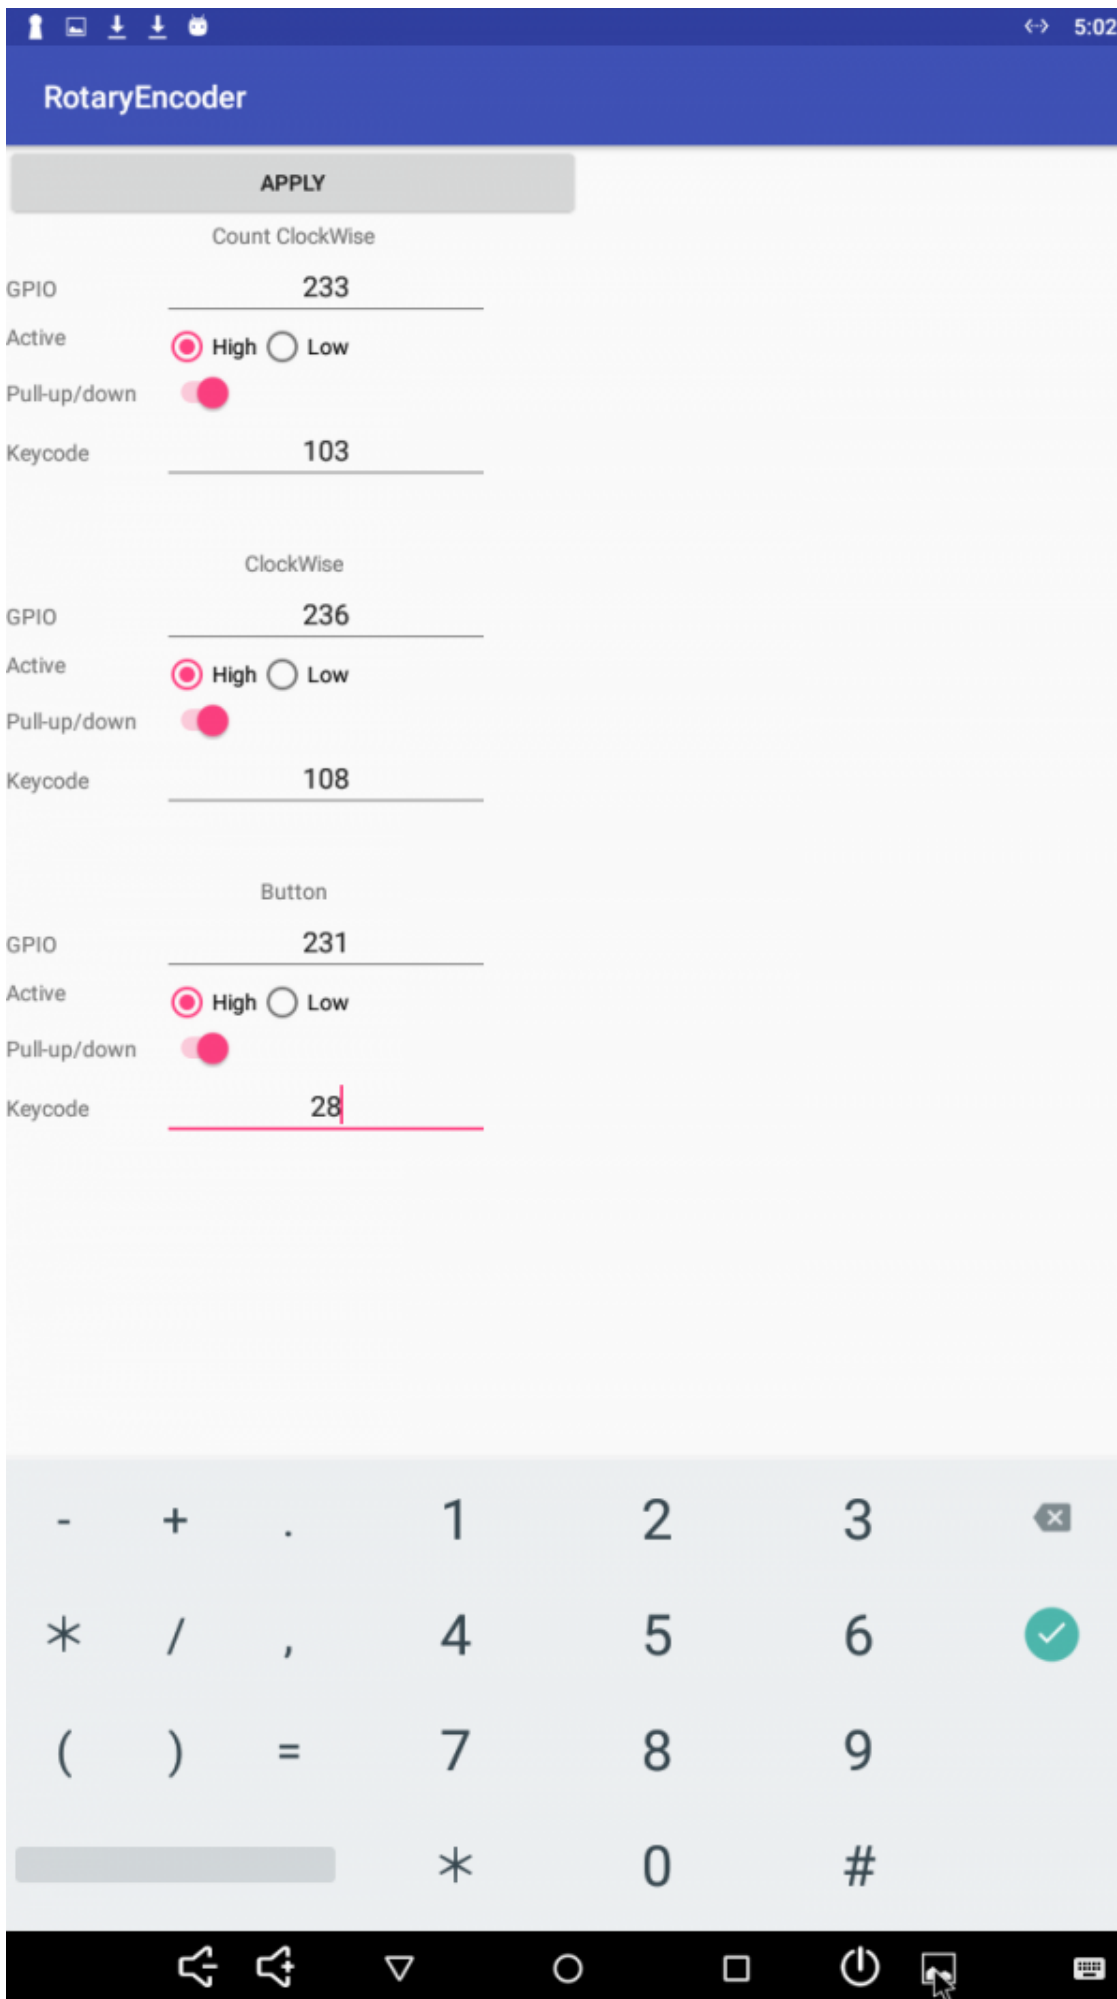 5:02
RotaryEncoder
APPLY
Count ClockWise
GPIO 233
Active High Low
Pull-up/down
Keycode 103
ClockWise
GPIO 236
Active High Low
Pull-up/down
Keycode 108
Button
GPIO 231
Active High Low
Pull-up/down
Keycode 28
- + . 1 2 3
* / , 4 5 6
( ) = 7 8 9
* 0 #